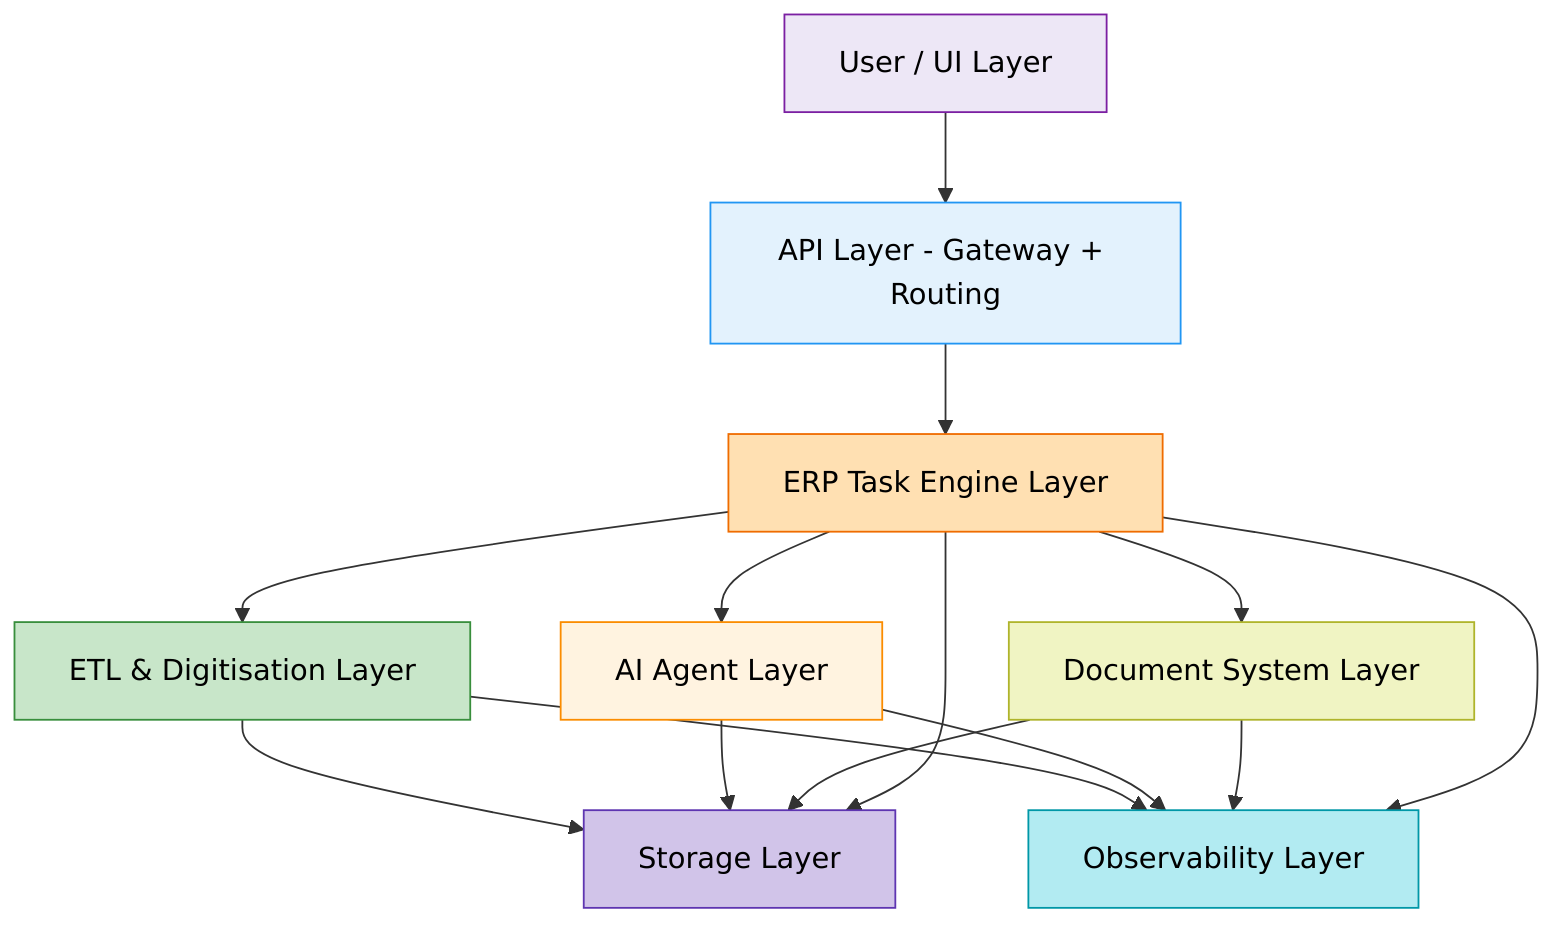 User / UI Layer
API Layer - Gateway +
Routing
ERP Task Engine Layer
ETL & Digitisation Layer
AI Agent Layer
Document System Layer
Storage Layer
Observability Layer